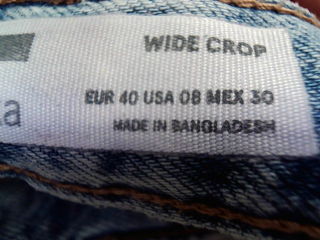 WIDE CROP
EUR 40 USA 08 MEX 30
MADE IN BANGLADESH